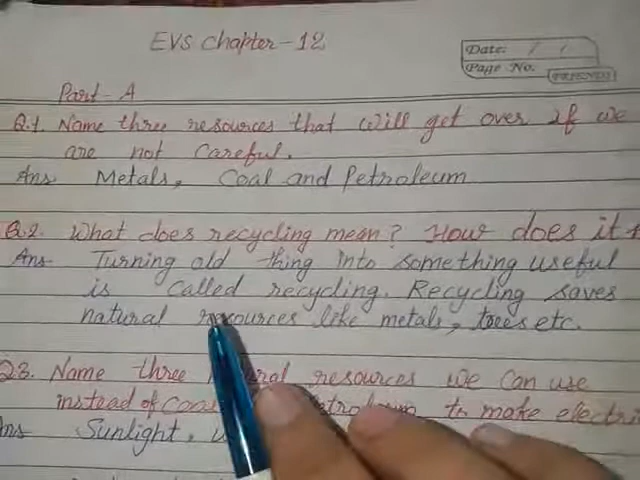 EVS Chapter-12
Date: / /
Page No.
Part-A
Q.1. Name three resources that will get over if we
are not careful.
Ans Metals, Coal and Petroleum
Q.2. What does recycling mean? How does it
Ans Turning old thing into something useful
is called recycling. Recycling saves
natural resources like metals, trees etc.
Q3. Name three resources we can use
instead of to make
Ans Sunlight,